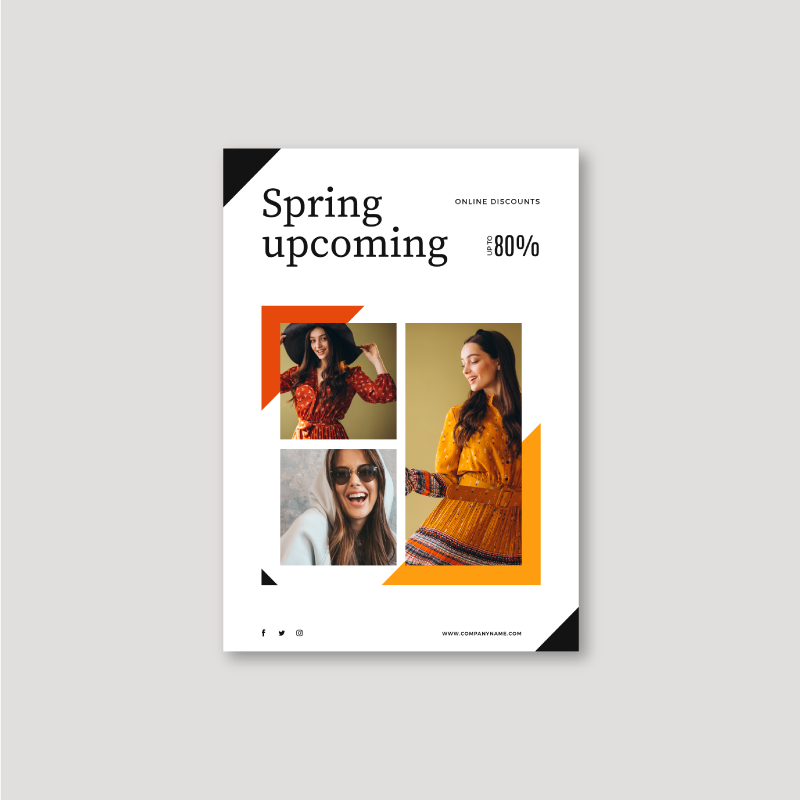 Spring
upcoming
ONLINE DISCOUNTS
UP TO
80%
WWW.COMPANYNAME.COM